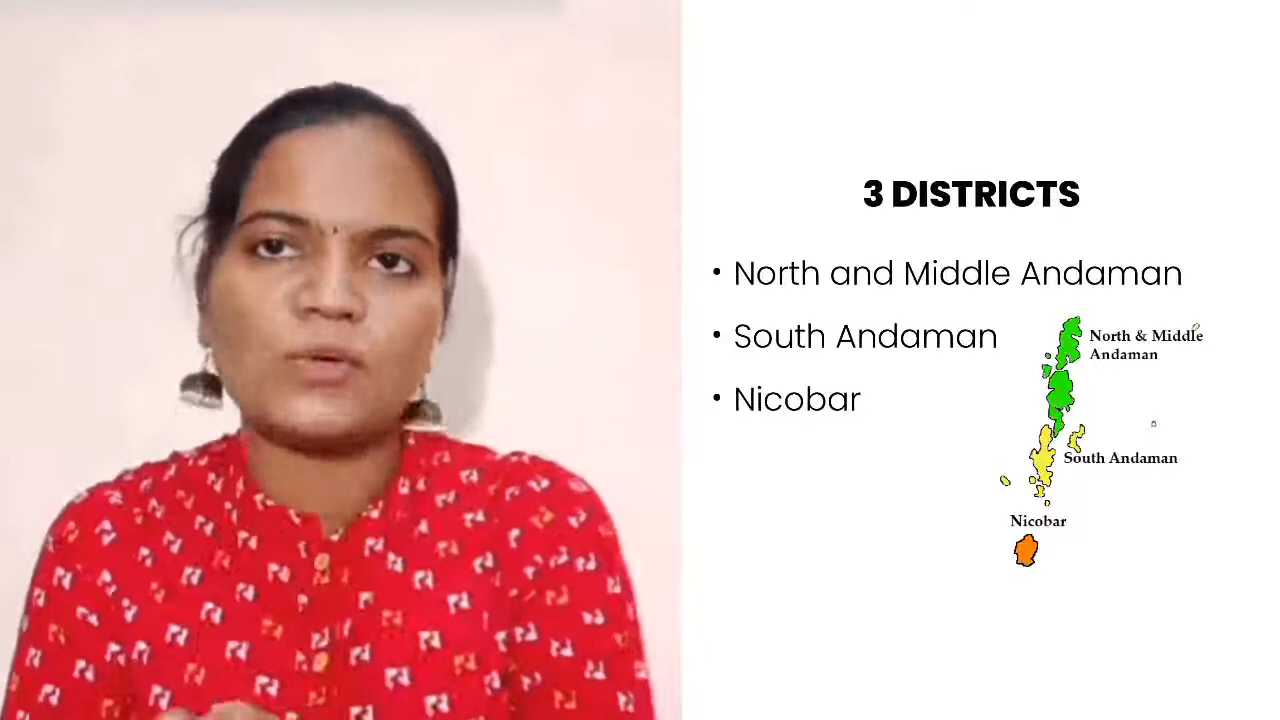 3 DISTRICTS
• North and Middle Andaman
• South Andaman
• Nicobar
North & Middle
Andaman
South Andaman
Nicobar